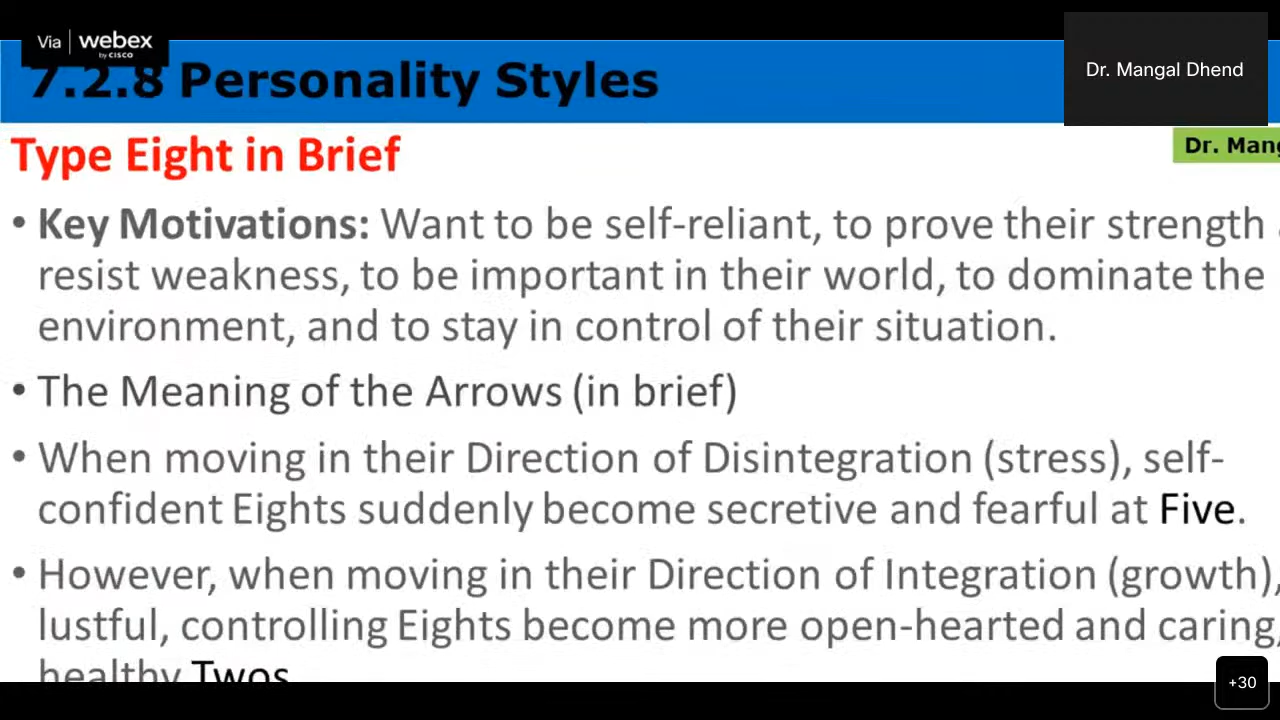 Via webex
by CISCO
Dr. Mangal Dhend
7.2.8 Personality Styles
Type Eight in Brief
Dr. Mang
• Key Motivations: Want to be self-reliant, to prove their strength
resist weakness, to be important in their world, to dominate the
environment, and to stay in control of their situation.
• The Meaning of the Arrows (in brief)
• When moving in their Direction of Disintegration (stress), self-
confident Eights suddenly become secretive and fearful at Five.
• However, when moving in their Direction of Integration (growth),
lustful, controlling Eights become more open-hearted and caring,
healthy Twos
+30